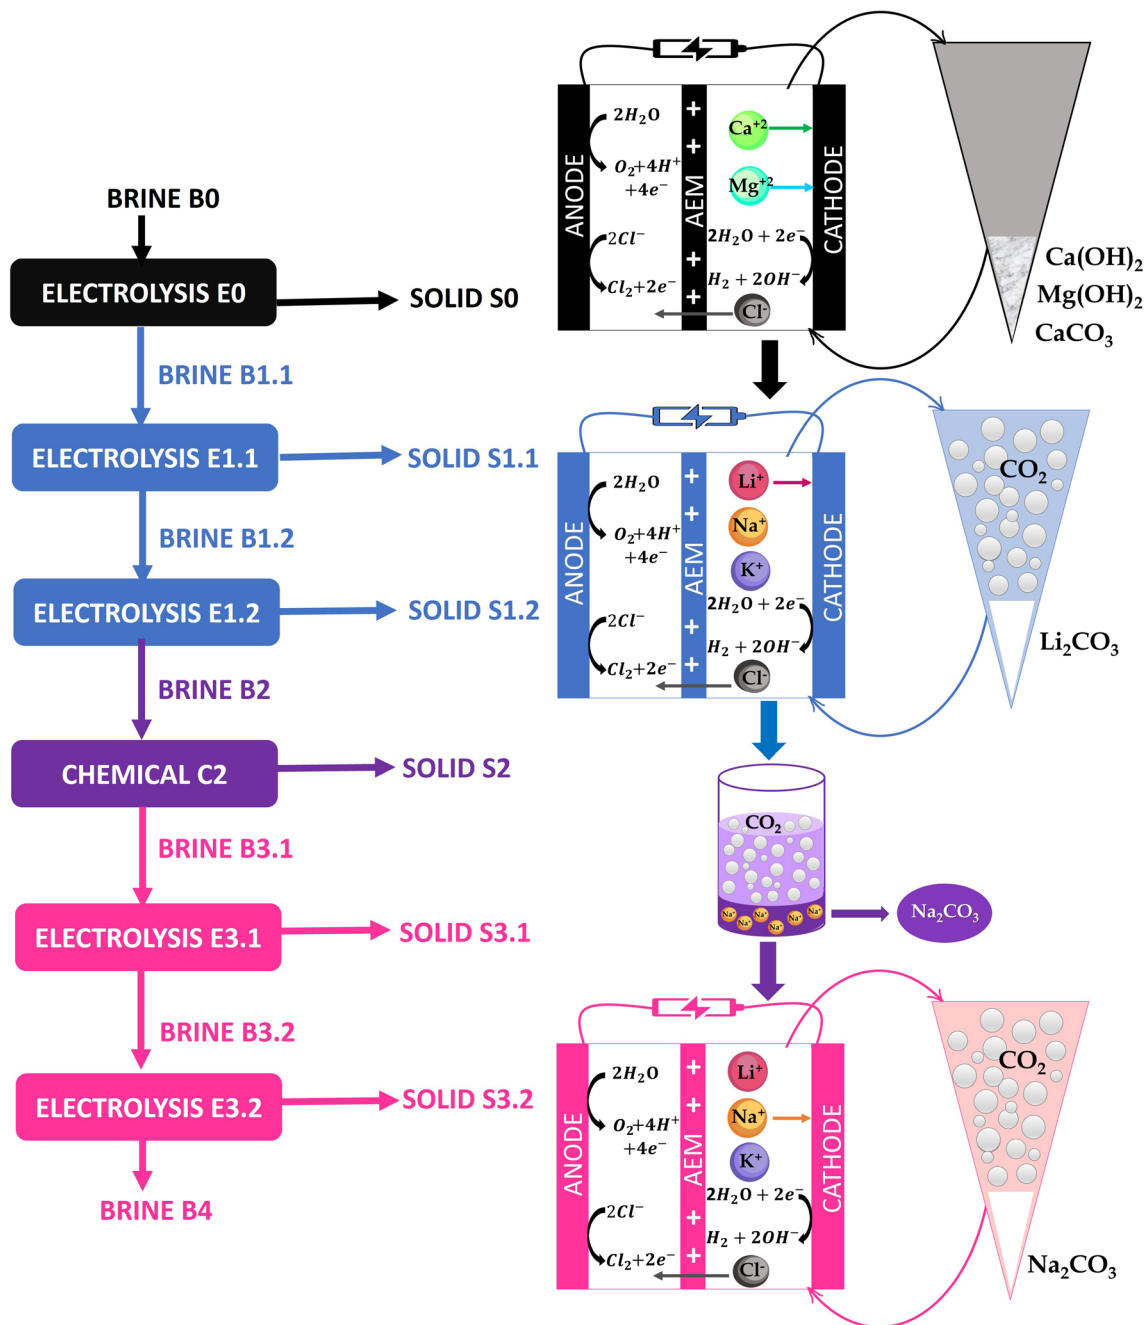 BRINE B0
ELECTROLYSIS E0
SOLID S0
BRINE B1.1
ELECTROLYSIS E1.1
SOLID S1.1
BRINE B1.2
ELECTROLYSIS E1.2
SOLID S1.2
BRINE B2
CHEMICAL C2
SOLID S2
BRINE B3.1
ELECTROLYSIS E3.1
SOLID S3.1
BRINE B3.2
ELECTROLYSIS E3.2
SOLID S3.2
BRINE B4
ANODE
2H₂O
O₂+4H⁺
+4e⁻
2Cl⁻
Cl₂+2e⁻
+
+
AEM
+
+
Ca⁺²
Mg⁺²
2H₂O + 2e⁻
H₂ + 2OH⁻
Cl⁻
CATHODE
Ca(OH)₂
Mg(OH)₂
CaCO₃
ANODE
2H₂O
O₂+4H⁺
+4e⁻
2Cl⁻
Cl₂+2e⁻
+
+
AEM
+
+
Li⁺
Na⁺
K⁺
2H₂O + 2e⁻
H₂ + 2OH⁻
Cl⁻
CATHODE
CO₂
Li₂CO₃
CO₂
Na⁺
Na⁺
Na⁺
Na⁺
Na⁺
Na⁺
Na₂CO₃
ANODE
2H₂O
O₂+4H⁺
+4e⁻
2Cl⁻
Cl₂+2e⁻
+
+
AEM
+
+
Li⁺
Na⁺
K⁺
2H₂O + 2e⁻
H₂ + 2OH⁻
Cl⁻
CATHODE
CO₂
Na₂CO₃